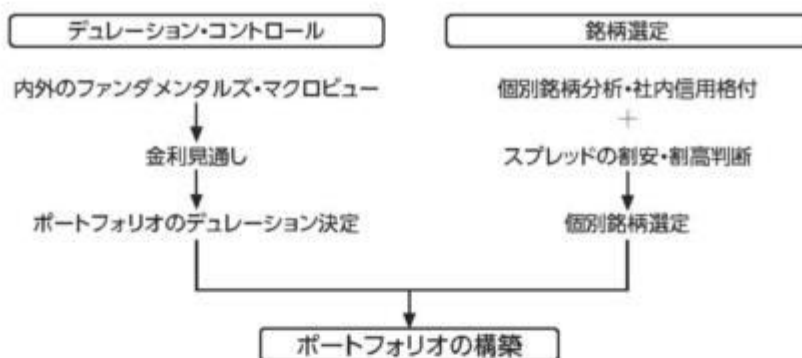 デュレーション・コントロール
内外のファンダメンタルズ・マクロビュー
金利見通し
ポートフォリオのデュレーション決定
銘柄選定
個別銘柄分析・社内信用格付
+
スプレッドの割安・割高判断
個別銘柄選定
ポートフォリオの構築